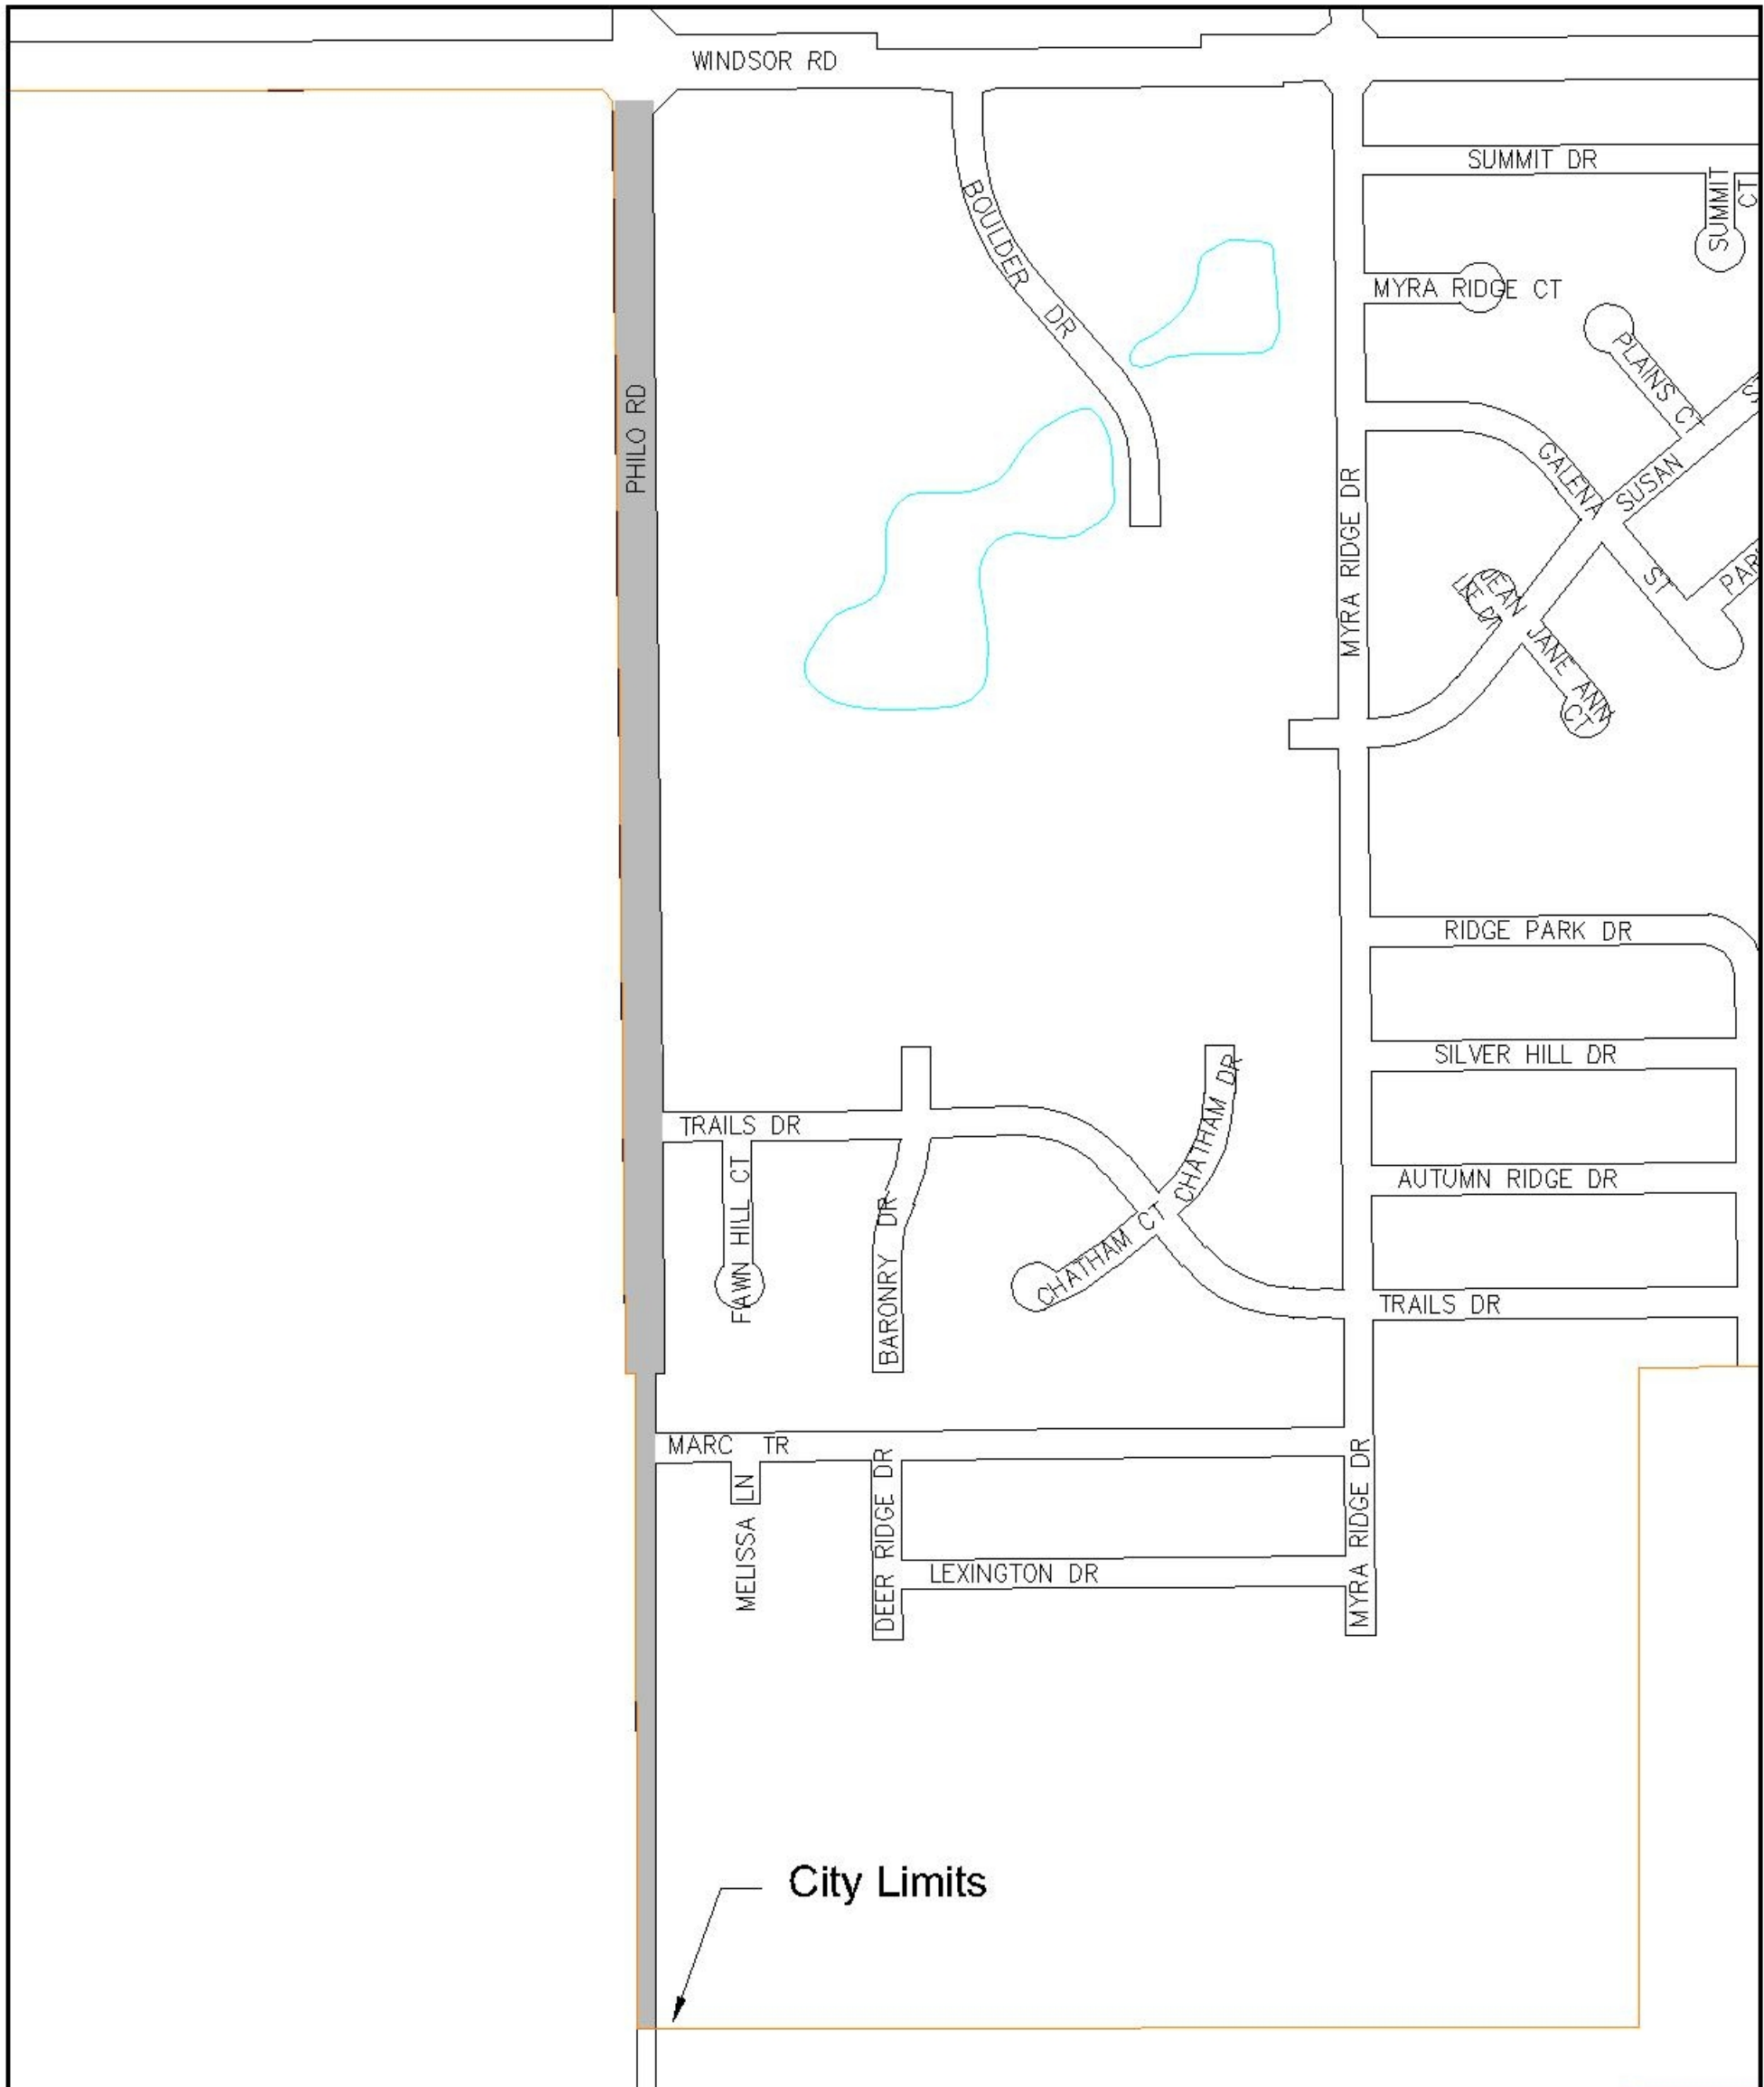 WINDSOR RD
SUMMIT DR
SUMMIT
CT
BOULDER DR
MYRA RIDGE CT
PLAINS CT
PHILO RD
GALENA
ST
SUSAN
MYRA RIDGE DR
JEAN
JANE ANN
CT
RIDGE PARK DR
SILVER HILL DR
TRAILS DR
CHATHAM DR
FAWN HILL CT
AUTUMN RIDGE DR
BARONRY DR
CHATHAM CT
TRAILS DR
MARC TR
MELISSA LN
DEER RIDGE DR
MYRA RIDGE DR
LEXINGTON DR
City Limits